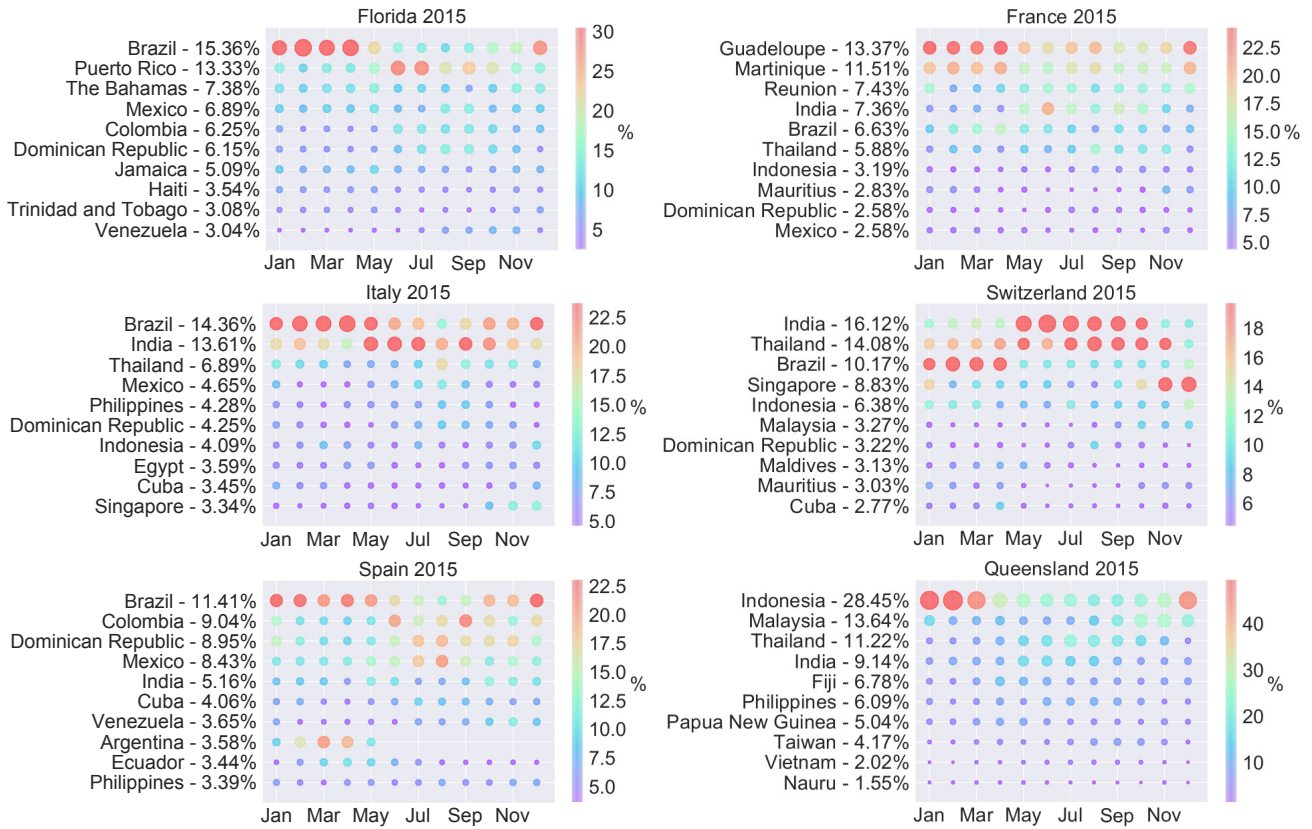 Florida 2015
Brazil - 15.36%
Puerto Rico - 13.33%
The Bahamas - 7.38%
Mexico - 6.89%
Colombia - 6.25%
Dominican Republic - 6.15%
Jamaica - 5.09%
Haiti - 3.54%
Trinidad and Tobago - 3.08%
Venezuela - 3.04%
Jan Mar May Jul Sep Nov
30
25
20
15
10
5
%
France 2015
Guadeloupe - 13.37%
Martinique - 11.51%
Reunion - 7.43%
India - 7.36%
Brazil - 6.63%
Thailand - 5.88%
Indonesia - 3.19%
Mauritius - 2.83%
Dominican Republic - 2.58%
Mexico - 2.58%
Jan Mar May Jul Sep Nov
22.5
20.0
17.5
15.0
12.5
10.0
7.5
5.0
%
Italy 2015
Brazil - 14.36%
India - 13.61%
Thailand - 6.89%
Mexico - 4.65%
Philippines - 4.28%
Dominican Republic - 4.25%
Indonesia - 4.09%
Egypt - 3.59%
Cuba - 3.45%
Singapore - 3.34%
Jan Mar May Jul Sep Nov
22.5
20.0
17.5
15.0
12.5
10.0
7.5
5.0
%
Switzerland 2015
India - 16.12%
Thailand - 14.08%
Brazil - 10.17%
Singapore - 8.83%
Indonesia - 6.38%
Malaysia - 3.27%
Dominican Republic - 3.22%
Maldives - 3.13%
Mauritius - 3.03%
Cuba - 2.77%
Jan Mar May Jul Sep Nov
18
16
14
12
10
8
6
%
Spain 2015
Brazil - 11.41%
Colombia - 9.04%
Dominican Republic - 8.95%
Mexico - 8.43%
India - 5.16%
Cuba - 4.06%
Venezuela - 3.65%
Argentina - 3.58%
Ecuador - 3.44%
Philippines - 3.39%
Jan Mar May Jul Sep Nov
22.5
20.0
17.5
15.0
12.5
10.0
7.5
5.0
%
Queensland 2015
Indonesia - 28.45%
Malaysia - 13.64%
Thailand - 11.22%
India - 9.14%
Fiji - 6.78%
Philippines - 6.09%
Papua New Guinea - 5.04%
Taiwan - 4.17%
Vietnam - 2.02%
Nauru - 1.55%
Jan Mar May Jul Sep Nov
40
30
20
10
%